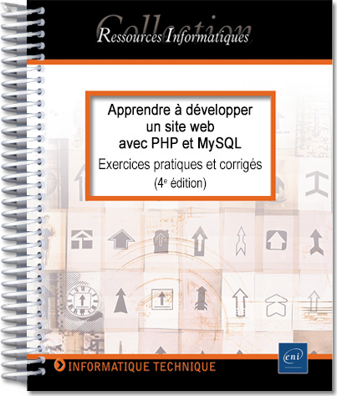 Collection
Ressources Informatiques
Apprendre à développer
un site web
avec PHP et MySQL
Exercices pratiques et corrigés
(4e édition)
INFORMATIQUE TECHNIQUE
eni